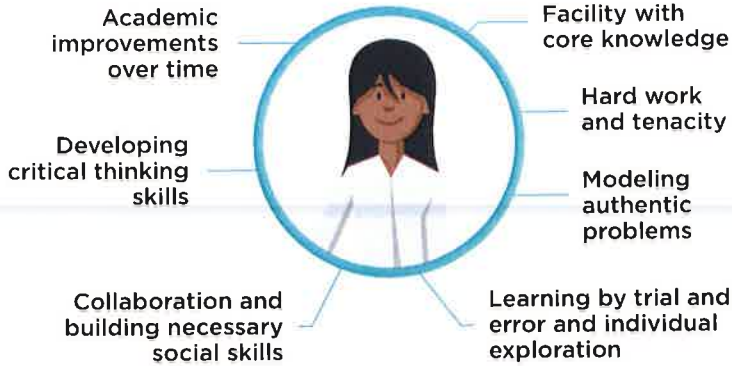 Academic
improvements
over time
Facility with
core knowledge
Hard work
and tenacity
Developing
critical thinking
skills
Modeling
authentic
problems
Collaboration and
building necessary
social skills
Learning by trial and
error and individual
exploration